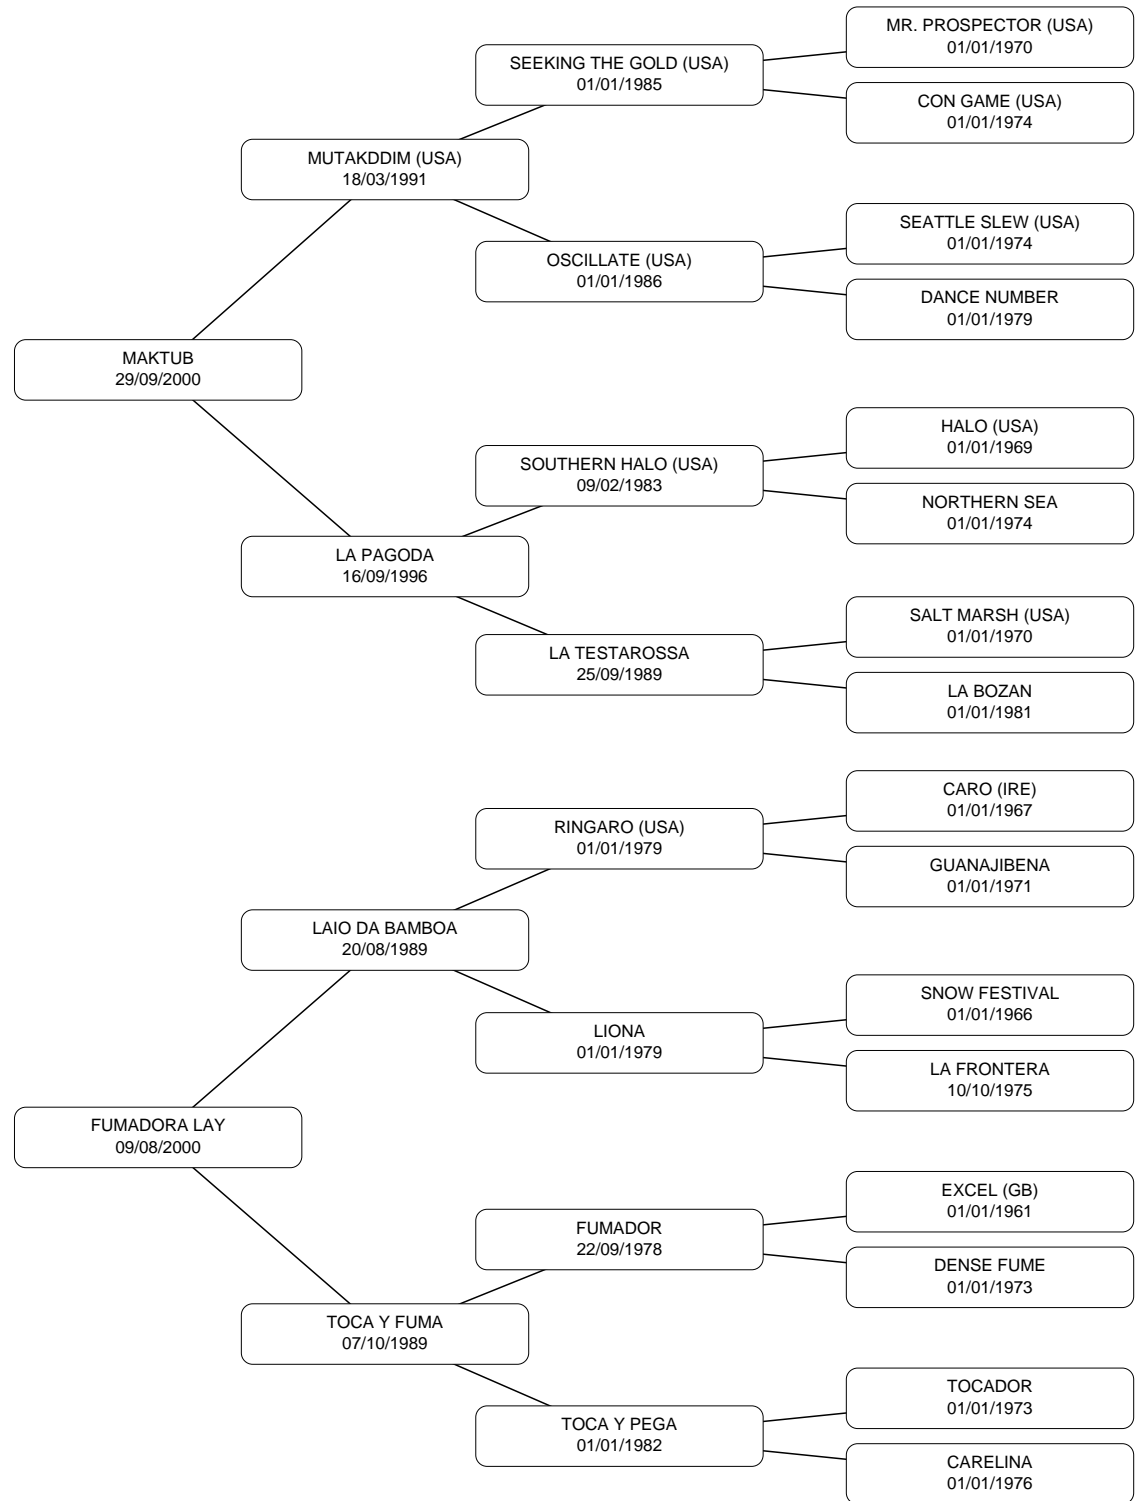 MR. PROSPECTOR (USA)
01/01/1970
SEEKING THE GOLD (USA)
01/01/1985
CON GAME (USA)
01/01/1974
MUTAKDDIM (USA)
18/03/1991
SEATTLE SLEW (USA)
01/01/1974
OSCILLATE (USA)
01/01/1986
DANCE NUMBER
01/01/1979
MAKTUB
29/09/2000
HALO (USA)
01/01/1969
SOUTHERN HALO (USA)
09/02/1983
NORTHERN SEA
01/01/1974
LA PAGODA
16/09/1996
SALT MARSH (USA)
01/01/1970
LA TESTAROSSA
25/09/1989
LA BOZAN
01/01/1981
CARO (IRE)
01/01/1967
RINGARO (USA)
01/01/1979
GUANAJIBENA
01/01/1971
LAIO DA BAMBOA
20/08/1989
SNOW FESTIVAL
01/01/1966
LIONA
01/01/1979
LA FRONTERA
10/10/1975
FUMADORA LAY
09/08/2000
EXCEL (GB)
01/01/1961
FUMADOR
22/09/1978
DENSE FUME
01/01/1973
TOCA Y FUMA
07/10/1989
TOCADOR
01/01/1973
TOCA Y PEGA
01/01/1982
CARELINA
01/01/1976